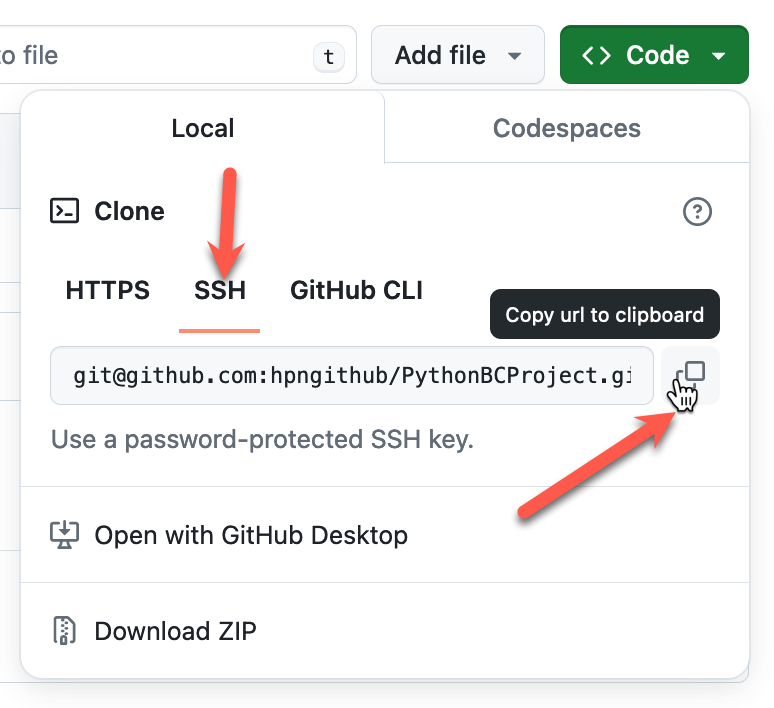 to file t Add file Code
Local Codespaces
Clone
HTTPS SSH GitHub CLI
Copy url to clipboard
git@github.com:hpngithub/PythonBCProject.gi
Use a password-protected SSH key.
Open with GitHub Desktop
Download ZIP